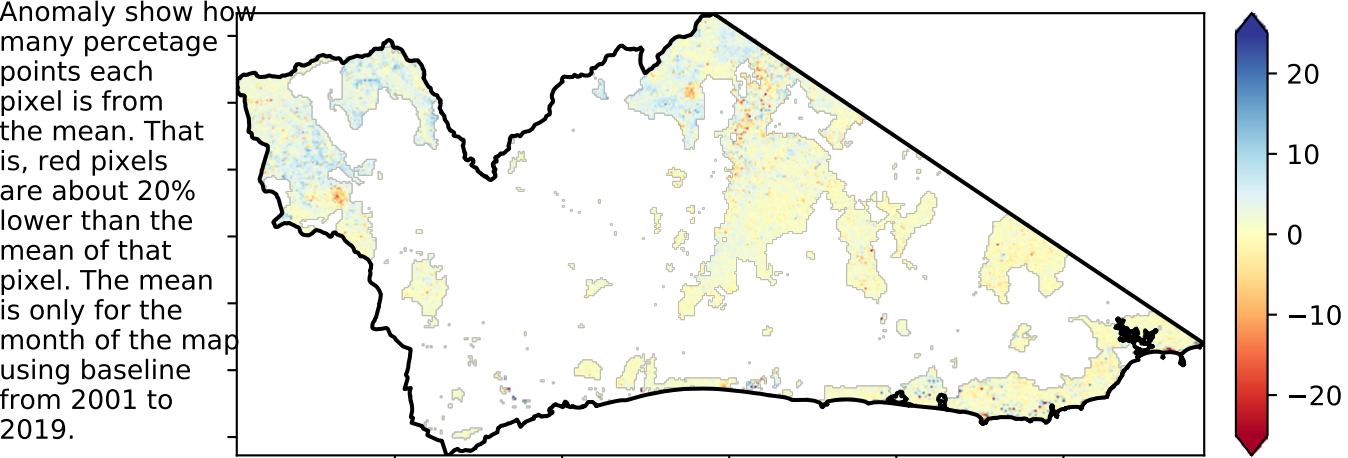 Anomaly show how
many percetage
points each
pixel is from
the mean. That
is, red pixels
are about 20%
lower than the
mean of that
pixel. The mean
is only for the
month of the map
using baseline
from 2001 to
2019.
20
10
0
−10
−20